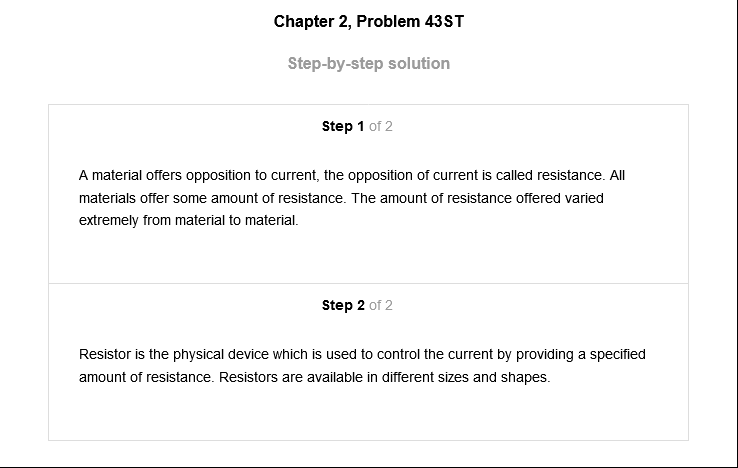 Chapter 2, Problem 43ST
Step-by-step solution
Step 1 of 2
A material offers opposition to current, the opposition of current is called resistance. All
materials offer some amount of resistance. The amount of resistance offered varied
extremely from material to material.
Step 2 of 2
Resistor is the physical device which is used to control the current by providing a specified
amount of resistance. Resistors are available in different sizes and shapes.